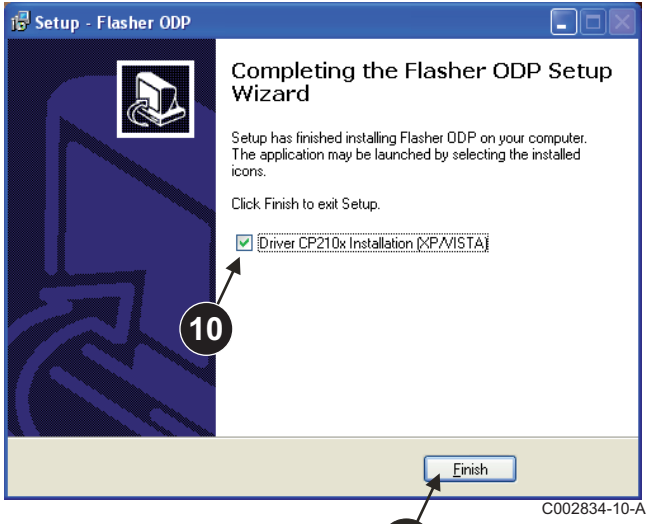 Setup - Flasher ODP
Completing the Flasher ODP Setup
Wizard
Setup has finished installing Flasher ODP on your computer.
The application may be launched by selecting the installed
icons.
Click Finish to exit Setup.
Driver CP210x Installation (XP/VISTA)
10
Finish
C002834-10-A